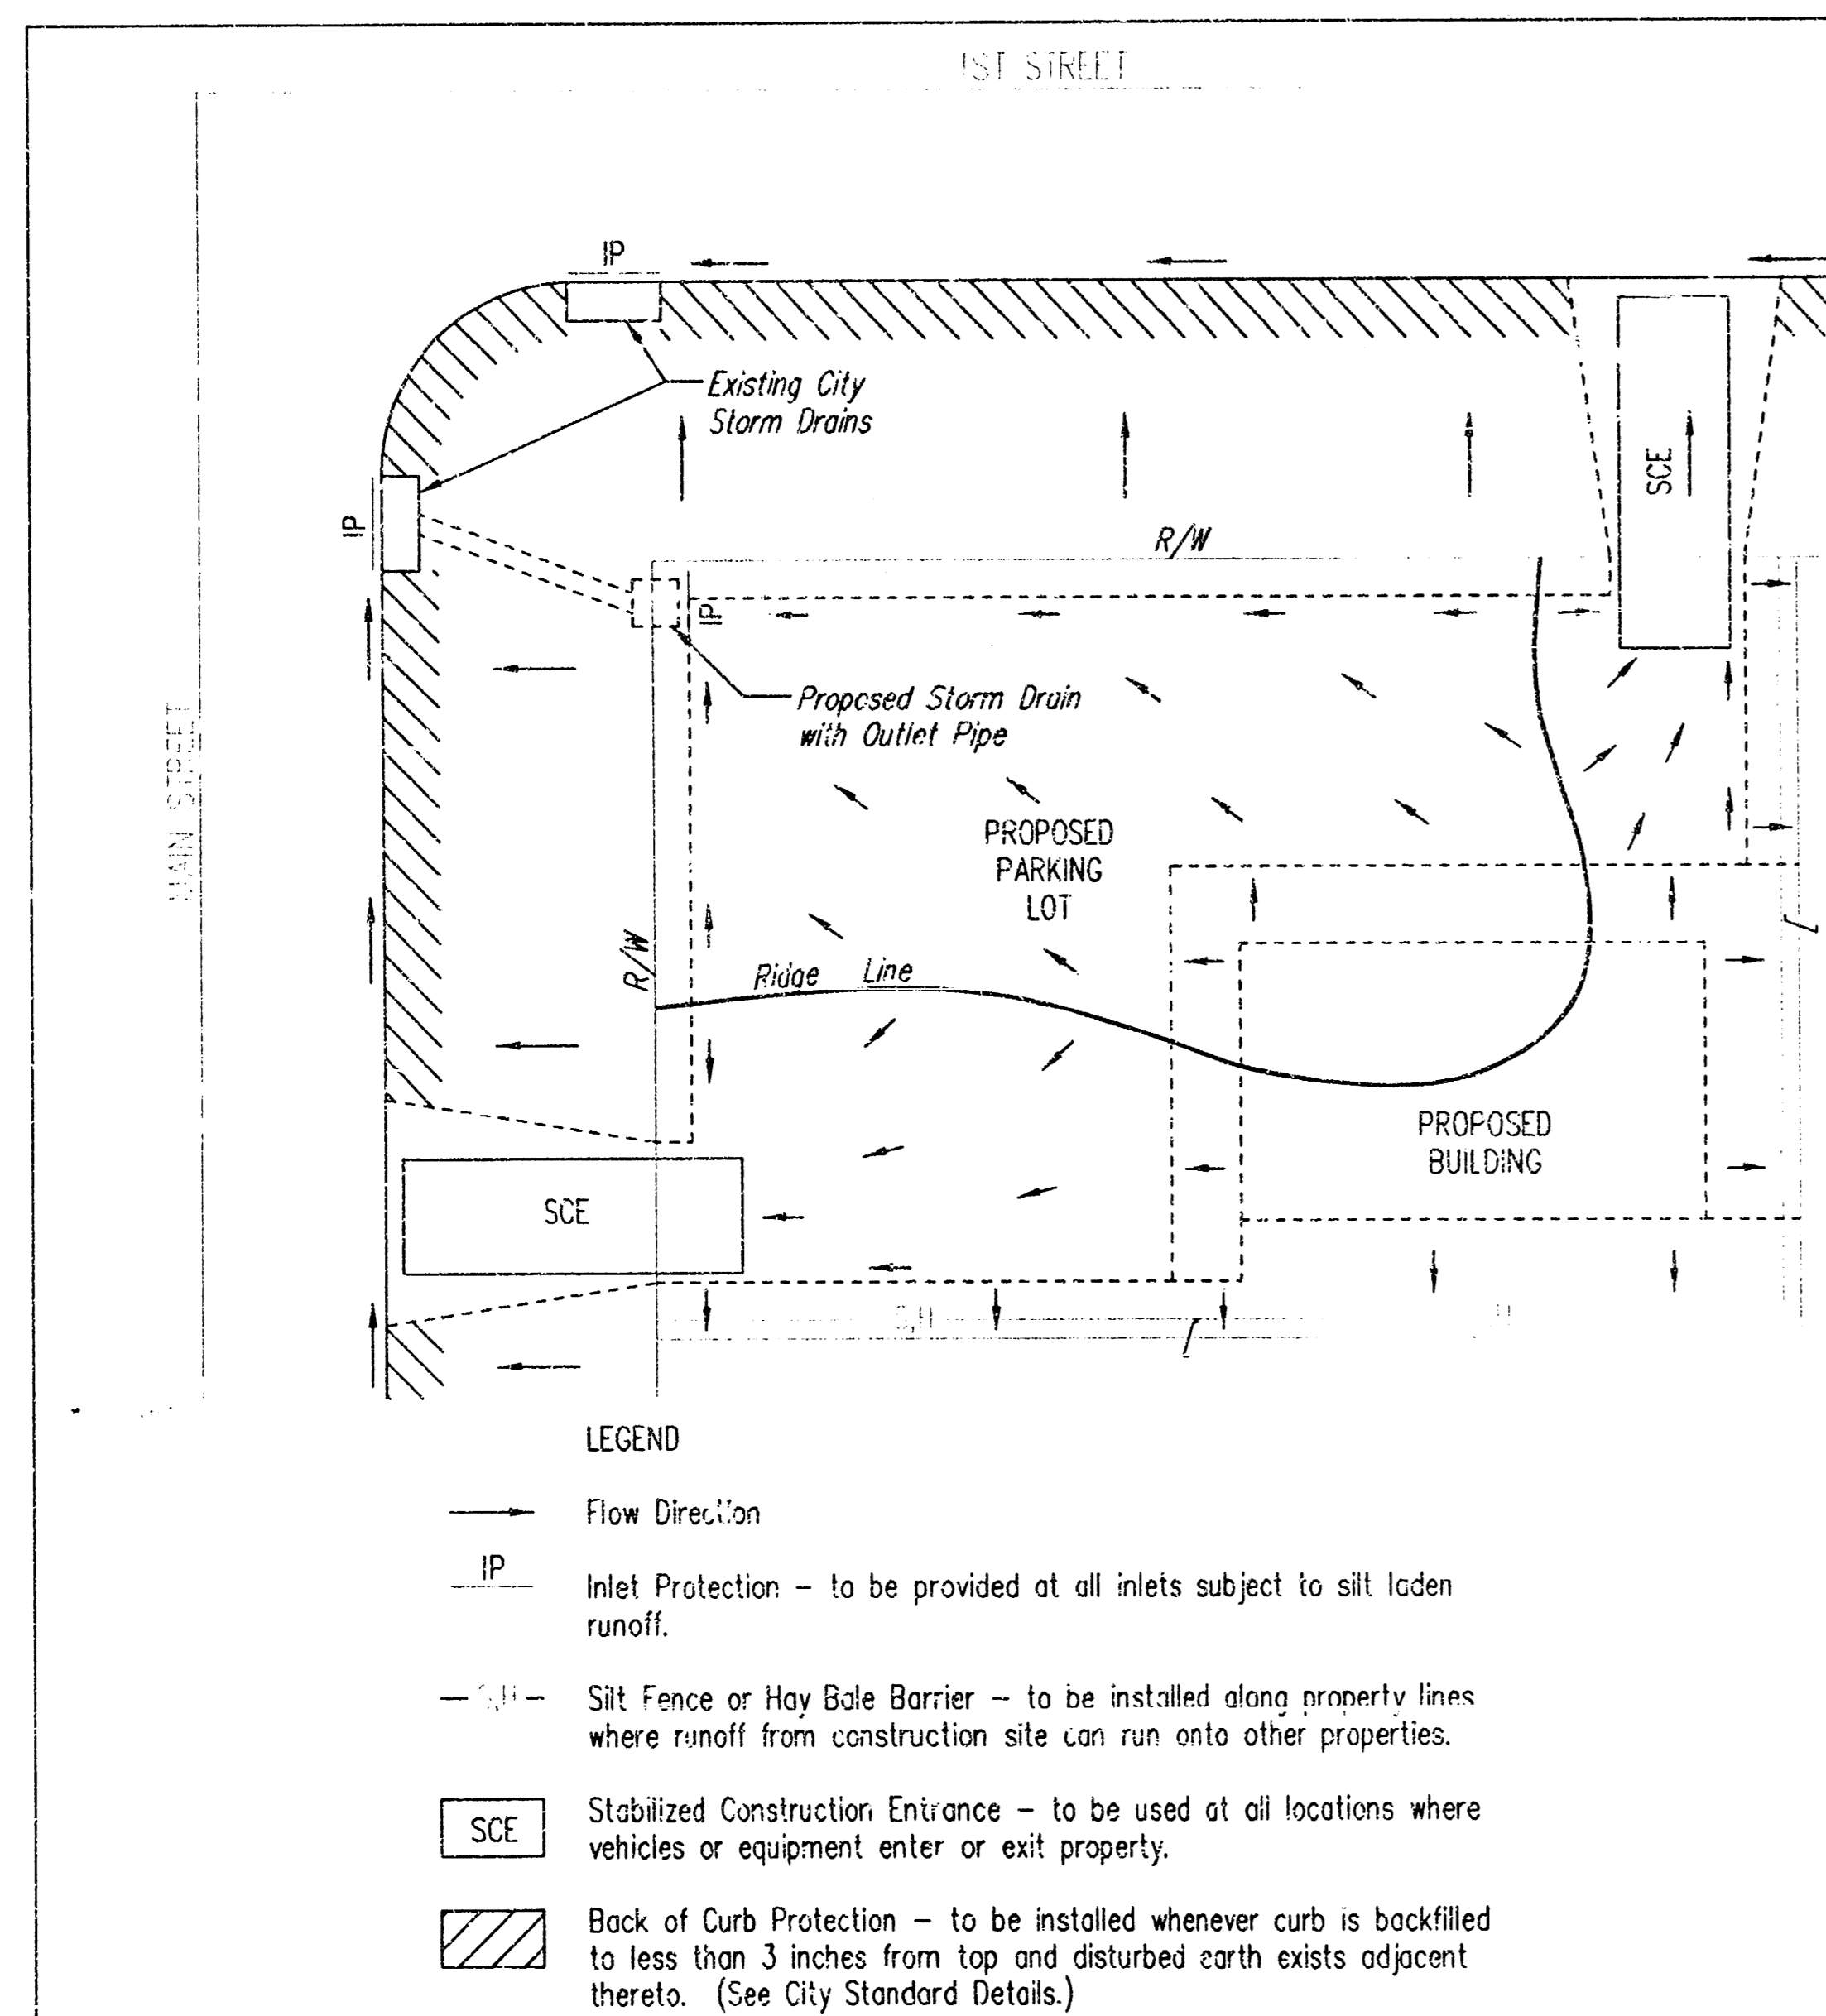 1ST STREET
IP
Existing City
Storm Drains
SCE
IP
R/W
IP
Proposed Storm Drain
with Outlet Pipe
MAIN STREET
PROPOSED
PARKING
LOT
R/W
Ridge Line
PROPOSED
BUILDING
SCE
LEGEND
Flow Direction
IP
Inlet Protection – to be provided at all inlets subject to silt laden
runoff.
Silt Fence or Hay Bale Barrier – to be installed along property lines
where runoff from construction site can run onto other properties.
SCE
Stabilized Construction Entrance – to be used at all locations where
vehicles or equipment enter or exit property.
Back of Curb Protection – to be installed whenever curb is backfilled
to less than 3 inches from top and disturbed earth exists adjacent
thereto. (See City Standard Details.)